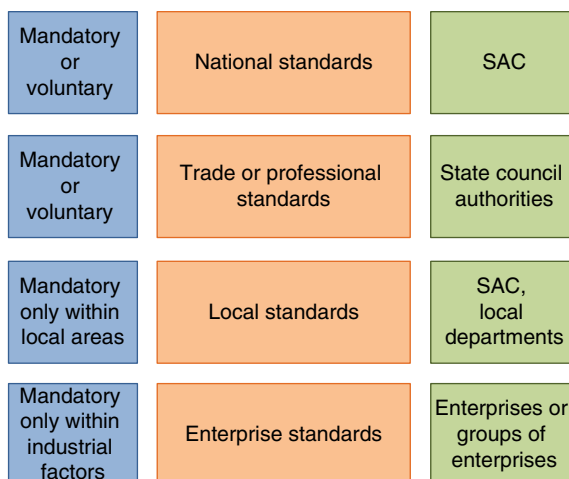 Mandatory
or
voluntary
National standards
SAC
Mandatory
or
voluntary
Trade or professional
standards
State council
authorities
Mandatory
only within
local areas
Local standards
SAC,
local
departments
Mandatory
only within
industrial
factors
Enterprise standards
Enterprises or
groups of
enterprises